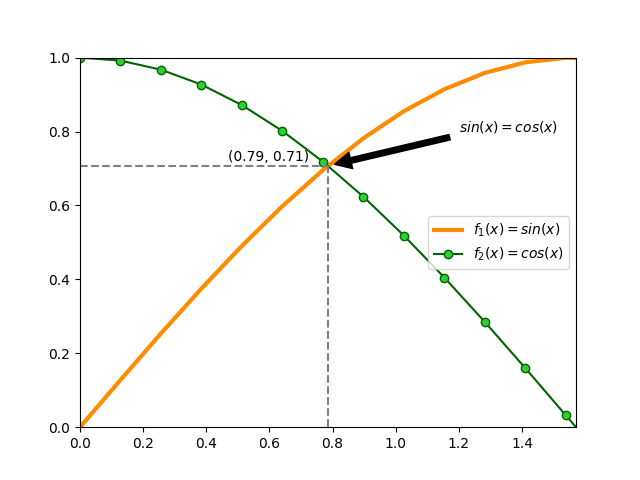 1.0
0.8
0.6
0.4
0.2
0.0
0.0 0.2 0.4 0.6 0.8 1.0 1.2 1.4
(0.79, 0.71)
sin(x) = cos(x)
f₁(x) = sin(x)
f₂(x) = cos(x)